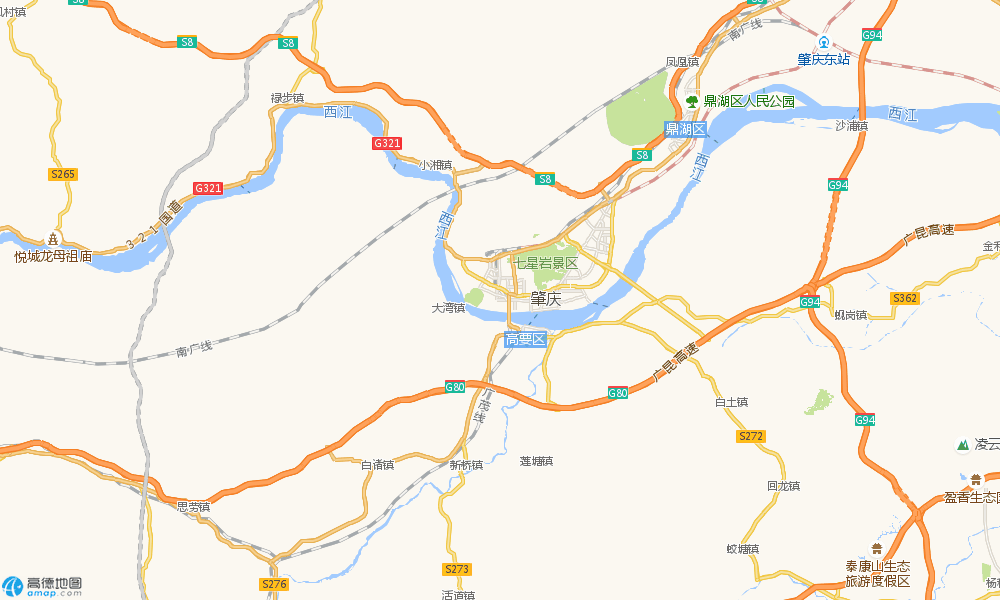 S8
S8
S8
S8
G94
南广线
肇庆东站
凤凰镇
禄步镇
西江
鼎湖区人民公园
鼎湖区
西江
沙浦镇
G321
小湘镇
S8
S8
西江
S265
G321
G94
321国道
西江
悦城龙母祖庙
广昆高速
七星岩景区
肇庆
大湾镇
G94
S362
蚬岗镇
高要区
南广线
广昆高速
G80
G80
广茂线
白土镇
G94
S272
凌云
白诸镇
新桥镇
莲塘镇
回龙镇
盈香生态
思劳镇
蛟塘镇
泰康山生态
旅游度假区
S276
S273
活道镇
高德地图
amap.com